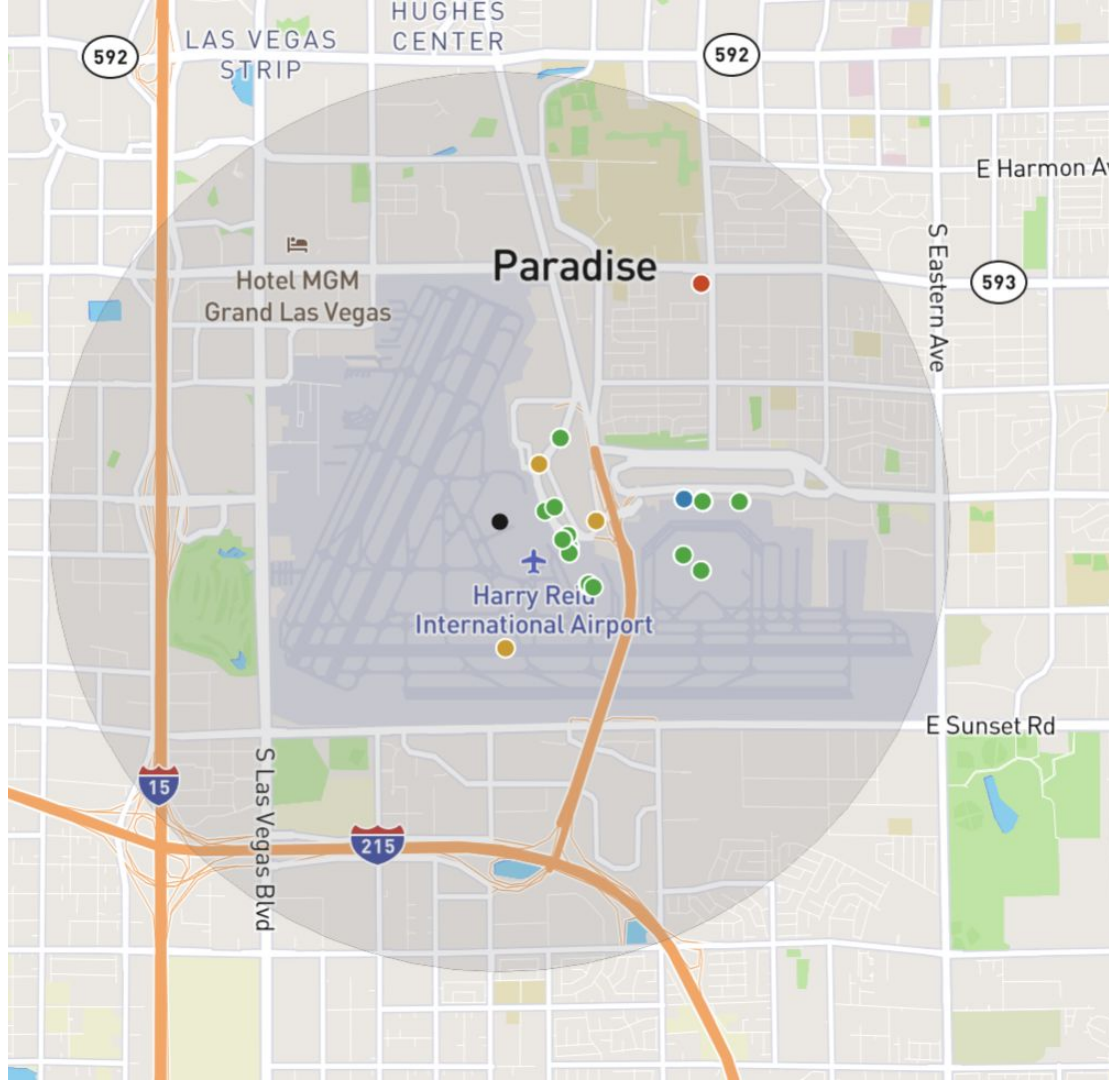 HUGHES
CENTER
592
LAS VEGAS
STRIP
592
E Harmon Av
Paradise
Hotel MGM
Grand Las Vegas
S Eastern Ave
593
Harry Reid
International Airport
E Sunset Rd
15
S Las Vegas Blvd
215